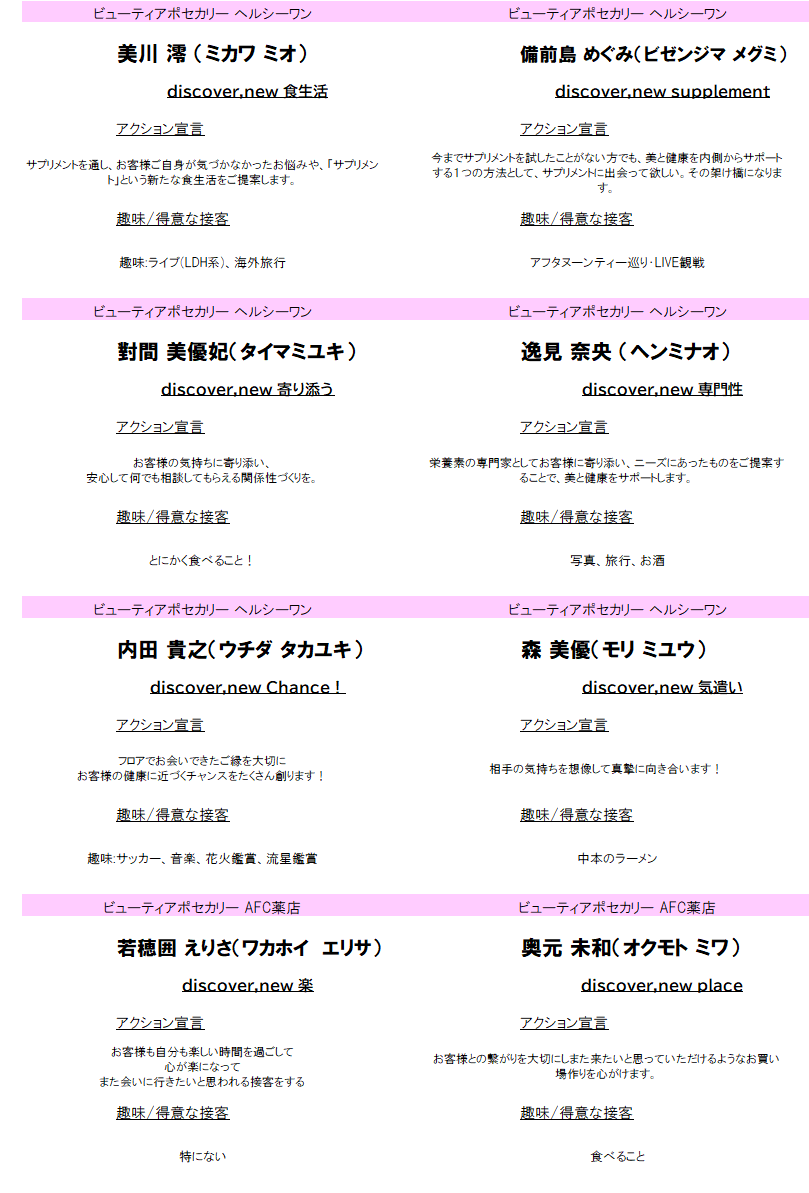 ビューティアポセカリー ヘルシーワン
美川 澪（ミカワ ミオ）
discover,new 食生活
アクション宣言
サプリメントを通し、お客様ご自身が気づかなかったお悩みや、「サプリメン
ト」という新たな食生活をご提案します。
趣味/得意な接客
趣味:ライブ(LDH系)、海外旅行
ビューティアポセカリー ヘルシーワン
備前島 めぐみ（ビゼンジマ メグミ）
discover,new supplement
アクション宣言
今までサプリメントを試したことがない方でも、美と健康を内側からサポート
する１つの方法として、サプリメントに出会って欲しい。その架け橋になりま
す。
趣味/得意な接客
アフタヌーンティー巡り・LIVE観戦
ビューティアポセカリー ヘルシーワン
對間 美優妃（タイマミユキ）
discover,new 寄り添う
アクション宣言
お客様の気持ちに寄り添い、
安心して何でも相談してもらえる関係性づくりを。
趣味/得意な接客
とにかく食べること！
ビューティアポセカリー ヘルシーワン
逸見 奈央（ヘンミナオ）
discover,new 専門性
アクション宣言
栄養素の専門家としてお客様に寄り添い、ニーズにあったものをご提案す
ることで、美と健康をサポートします。
趣味/得意な接客
写真、旅行、お酒
ビューティアポセカリー ヘルシーワン
内田 貴之（ウチダ タカユキ）
discover,new Chance！
アクション宣言
フロアでお会いできたご縁を大切に
お客様の健康に近づくチャンスをたくさん創ります！
趣味/得意な接客
趣味:サッカー、音楽、花火鑑賞、流星鑑賞
ビューティアポセカリー ヘルシーワン
森 美優（モリ ミユウ）
discover,new 気遣い
アクション宣言
相手の気持ちを想像して真摯に向き合います！
趣味/得意な接客
中本のラーメン
ビューティアポセカリー AFC薬店
若穂囲 えりさ（ワカホイ　エリサ）
discover,new 楽
アクション宣言
お客様も自分も楽しい時間を過ごして
心が楽になって
また会いに行きたいと思われる接客をする
趣味/得意な接客
特にない
ビューティアポセカリー AFC薬店
奥元 未和（オクモト ミワ）
discover,new place
アクション宣言
お客様との繋がりを大切にしまた来たいと思っていただけるようなお買い
場作りを心がけます。
趣味/得意な接客
食べること